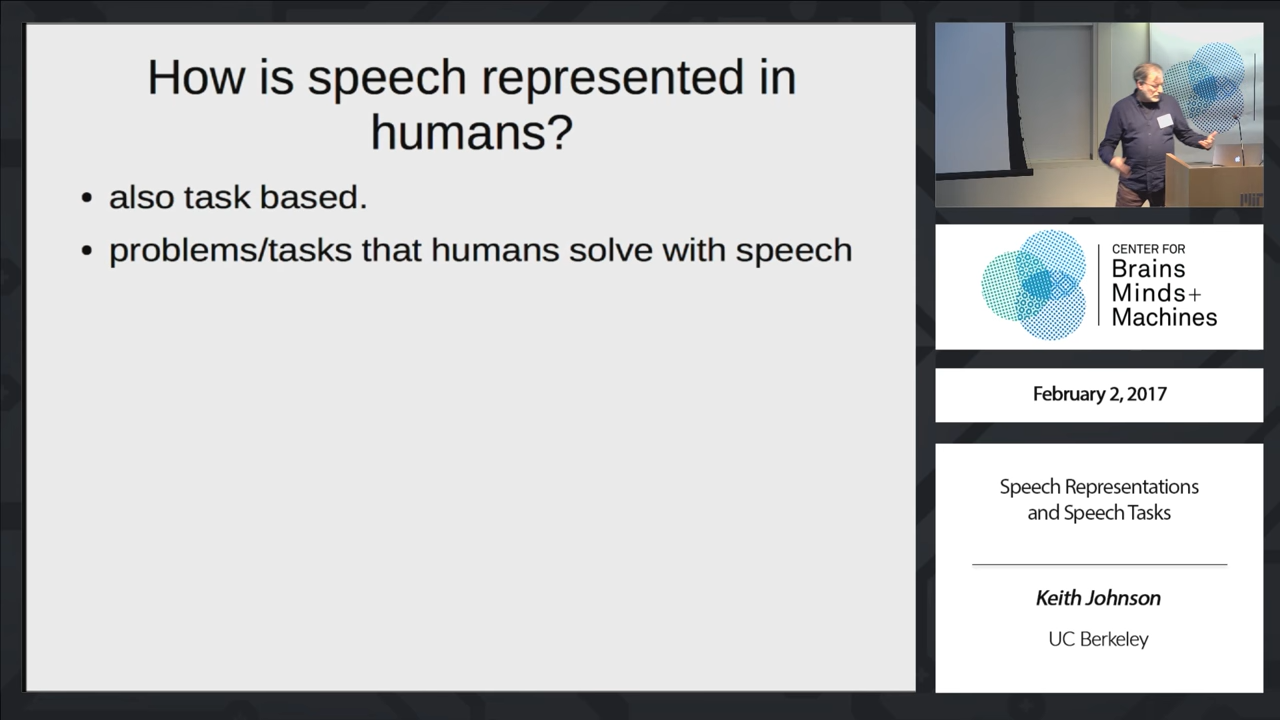 How is speech represented in
humans?
• also task based.
• problems/tasks that humans solve with speech
CENTER FOR
Brains
Minds+
Machines
February 2, 2017
Speech Representations
and Speech Tasks
Keith Johnson
UC Berkeley